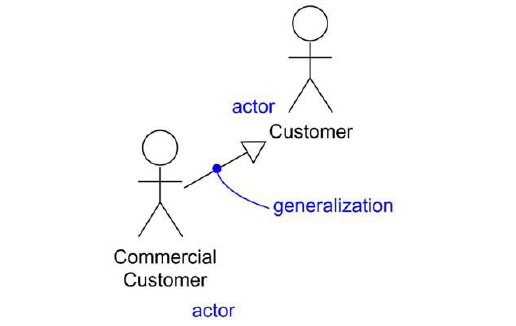 actor
Customer
generalization
Commercial
Customer
actor